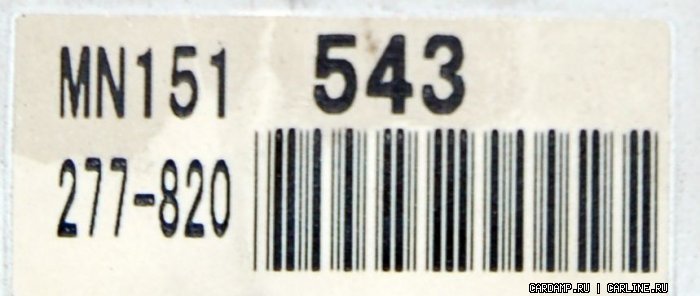 MN151 543
277-820
CARDAMP.RU | CARLINE.RU